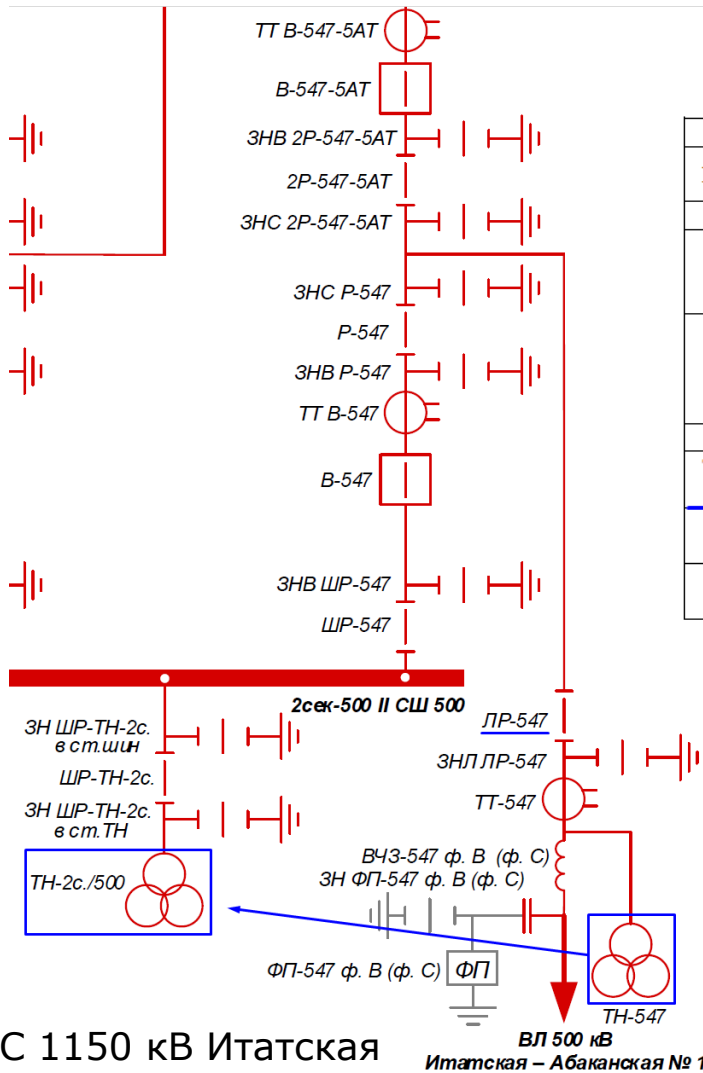 ТТ В-547-5АТ
В-547-5АТ
ЗНВ 2Р-547-5АТ
2Р-547-5АТ
ЗНС 2Р-547-5АТ
ЗНС Р-547
Р-547
ЗНВ Р-547
ТТ В-547
В-547
ЗНВ ШР-547
ШР-547
2сек-500 II СШ 500
ЗН ШР-ТН-2с.
в ст.шин
ШР-ТН-2с.
ЗН ШР-ТН-2с.
в ст.ТН
ТН-2с./500
ЛР-547
ЗНЛ ЛР-547
ТТ-547
ВЧЗ-547 ф. В (ф. С)
ЗН ФП-547 ф. В (ф. С)
ФП-547 ф. В (ф. С)
ФП
ТН-547
С 1150 кВ Итатская
ВЛ 500 кВ
Итатская – Абаканская № 1